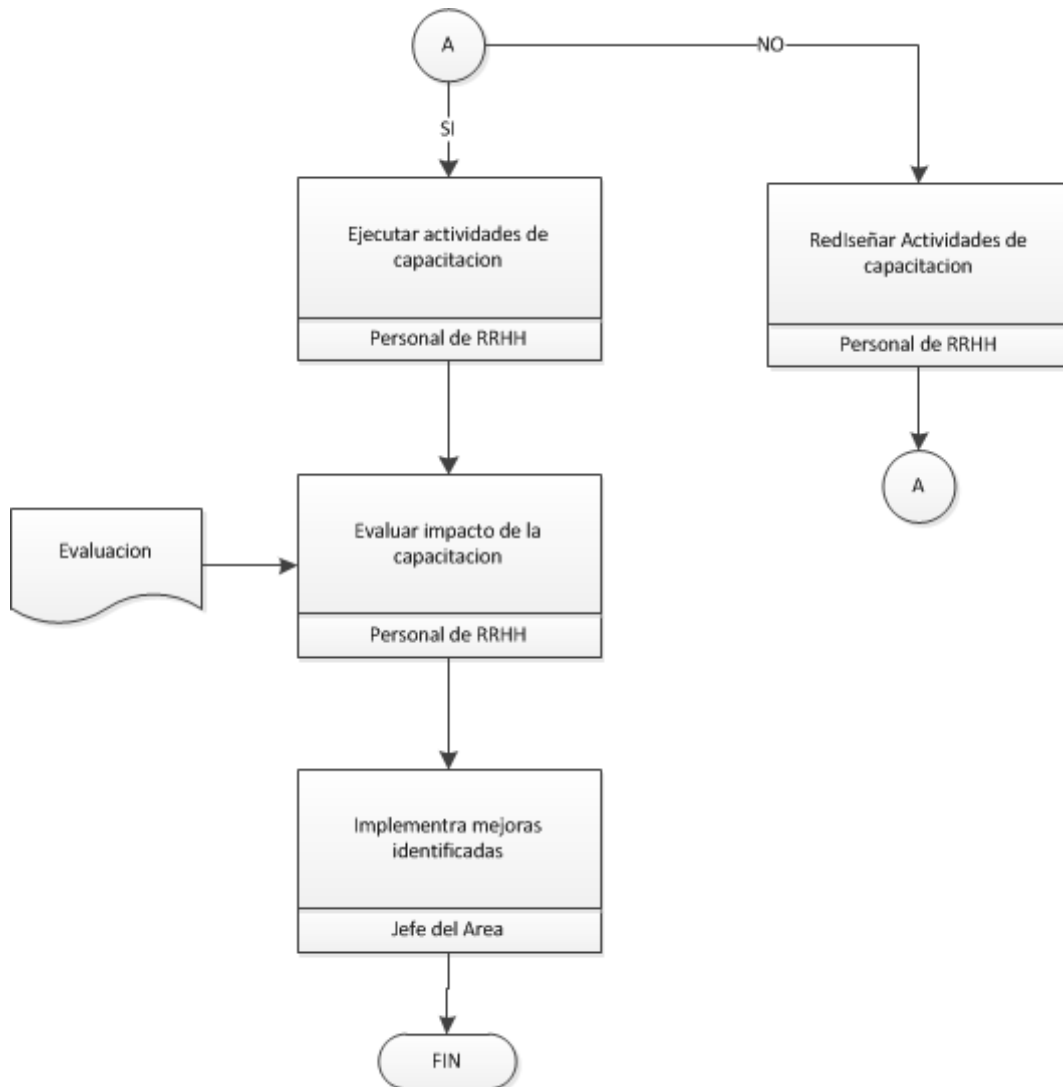 A
NO
SI
Ejecutar actividades de
capacitacion
Personal de RRHH
RedIseñar Actividades de
capacitacion
Personal de RRHH
A
Evaluacion
Evaluar impacto de la
capacitacion
Personal de RRHH
Implementra mejoras
identificadas
Jefe del Area
FIN